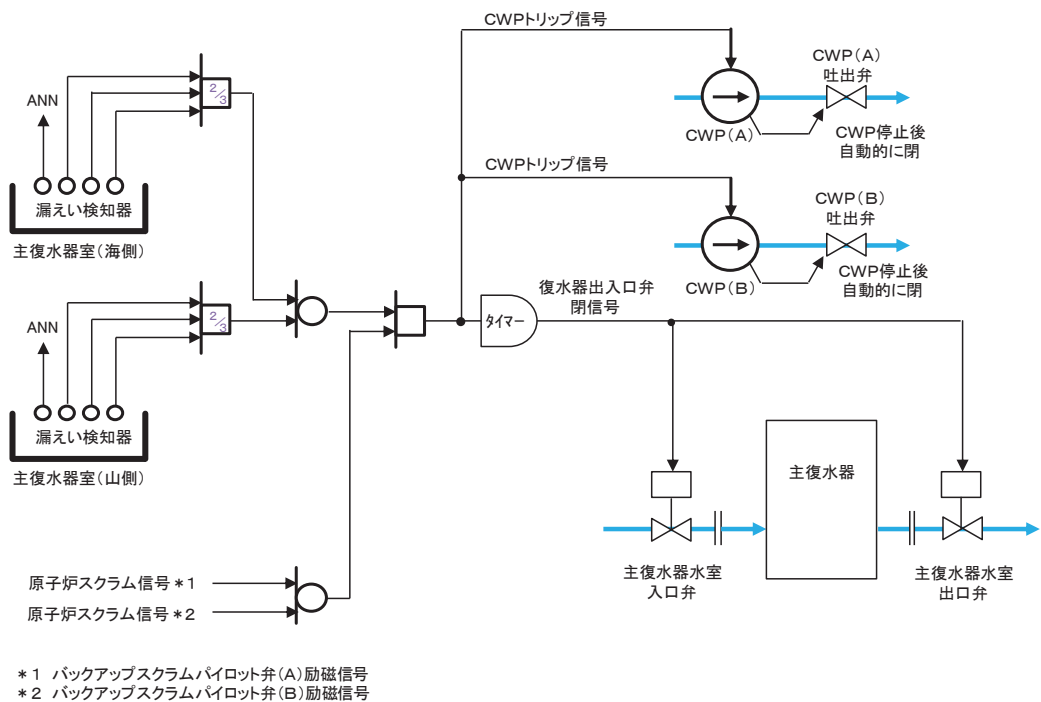 CWPトリップ信号
CWP(A)
吐出弁
ANN
2/3
CWP(A)
CWP停止後
自動的に閉
漏えい検知器
主復水器室(海側)
CWPトリップ信号
CWP(B)
吐出弁
CWP(B)
CWP停止後
自動的に閉
復水器出入口弁
閉信号
ANN
2/3
タイマー
漏えい検知器
主復水器室(山側)
主復水器
主復水器水室
入口弁
主復水器水室
出口弁
原子炉スクラム信号*1
原子炉スクラム信号*2
*1 バックアップスクラムパイロット弁(A)励磁信号
*2 バックアップスクラムパイロット弁(B)励磁信号